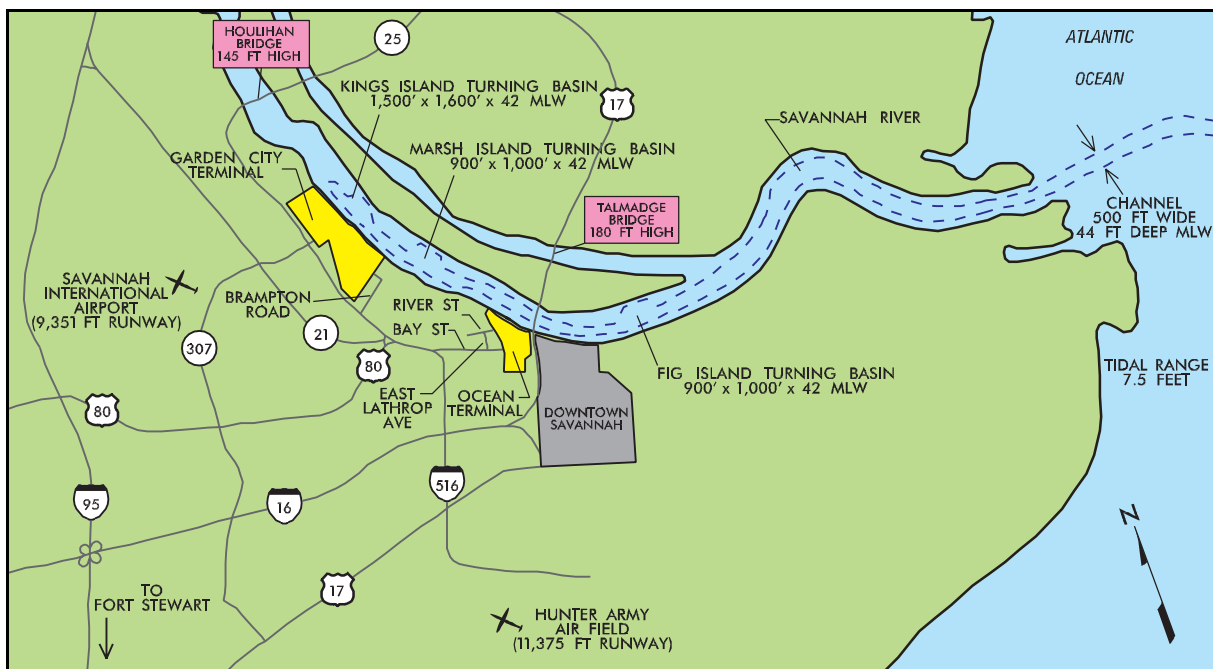 HOULIHAN
BRIDGE
145 FT HIGH
25
ATLANTIC
OCEAN
KINGS ISLAND TURNING BASIN
1,500' x 1,600' x 42 MLW
17
SAVANNAH RIVER
MARSH ISLAND TURNING BASIN
900' x 1,000' x 42 MLW
GARDEN CITY
TERMINAL
TALMADGE
BRIDGE
180 FT HIGH
CHANNEL
500 FT WIDE
44 FT DEEP MLW
SAVANNAH
INTERNATIONAL
AIRPORT
(9,351 FT RUNWAY)
BRAMPTON
ROAD
RIVER ST
BAY ST
21
307
80
FIG ISLAND TURNING BASIN
900' x 1,000' x 42 MLW
TIDAL RANGE
7.5 FEET
80
EAST
LATHROP
AVE
OCEAN
TERMINAL
DOWNTOWN
SAVANNAH
95
16
516
N
17
TO
FORT STEWART
HUNTER ARMY
AIR FIELD
(11,375 FT RUNWAY)